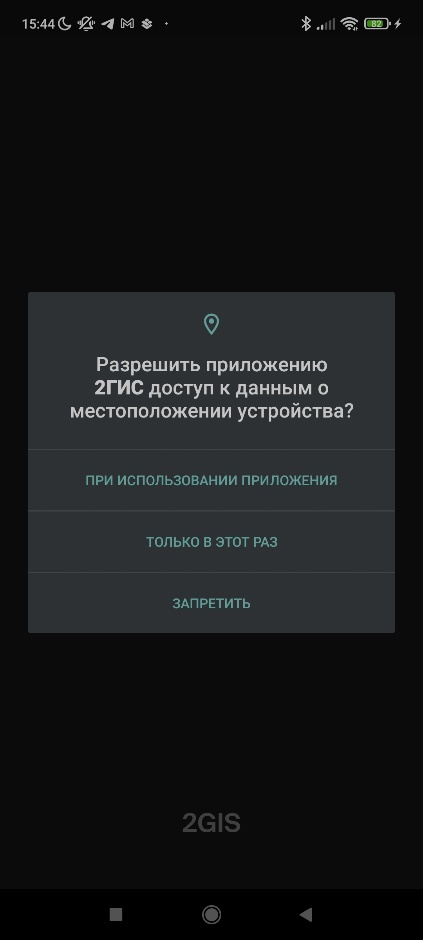 15:44
82
Разрешить приложению
2ГИС доступ к данным о
местоположении устройства?
ПРИ ИСПОЛЬЗОВАНИИ ПРИЛОЖЕНИЯ
ТОЛЬКО В ЭТОТ РАЗ
ЗАПРЕТИТЬ
2GIS